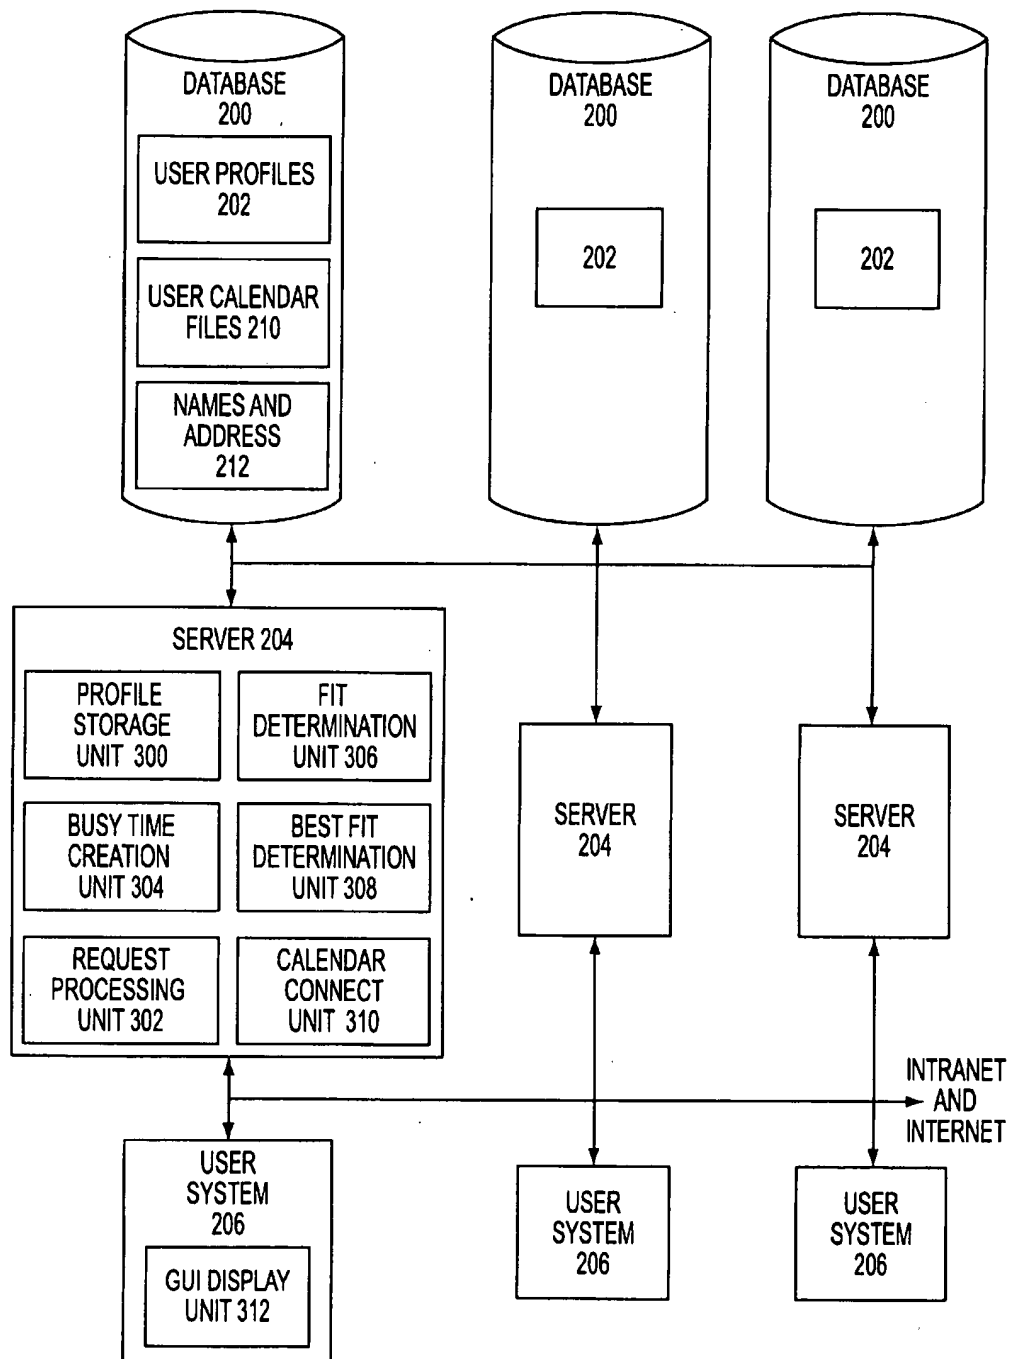 DATABASE
200
USER PROFILES
202
USER CALENDAR
FILES 210
NAMES AND
ADDRESS
212
DATABASE
200
202
DATABASE
200
202
SERVER 204
PROFILE
STORAGE
UNIT 300
FIT
DETERMINATION
UNIT 306
BUSY TIME
CREATION
UNIT 304
BEST FIT
DETERMINATION
UNIT 308
REQUEST
PROCESSING
UNIT 302
CALENDAR
CONNECT
UNIT 310
SERVER
204
SERVER
204
INTRANET
AND
INTERNET
USER
SYSTEM
206
GUI DISPLAY
UNIT 312
USER
SYSTEM
206
USER
SYSTEM
206